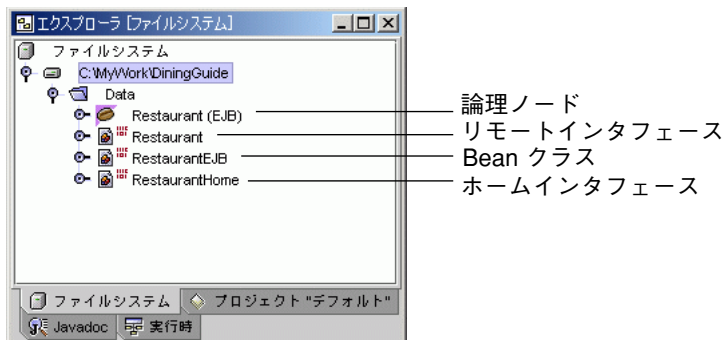 エクスプローラ [ファイルシステム]
ファイルシステム
C:\MyWork\DiningGuide
Data
Restaurant (EJB)
論理ノード
Restaurant
リモートインタフェース
RestaurantEJB
Bean クラス
RestaurantHome
ホームインタフェース
ファイルシステム
プロジェクト "デフォルト"
Javadoc
実行時